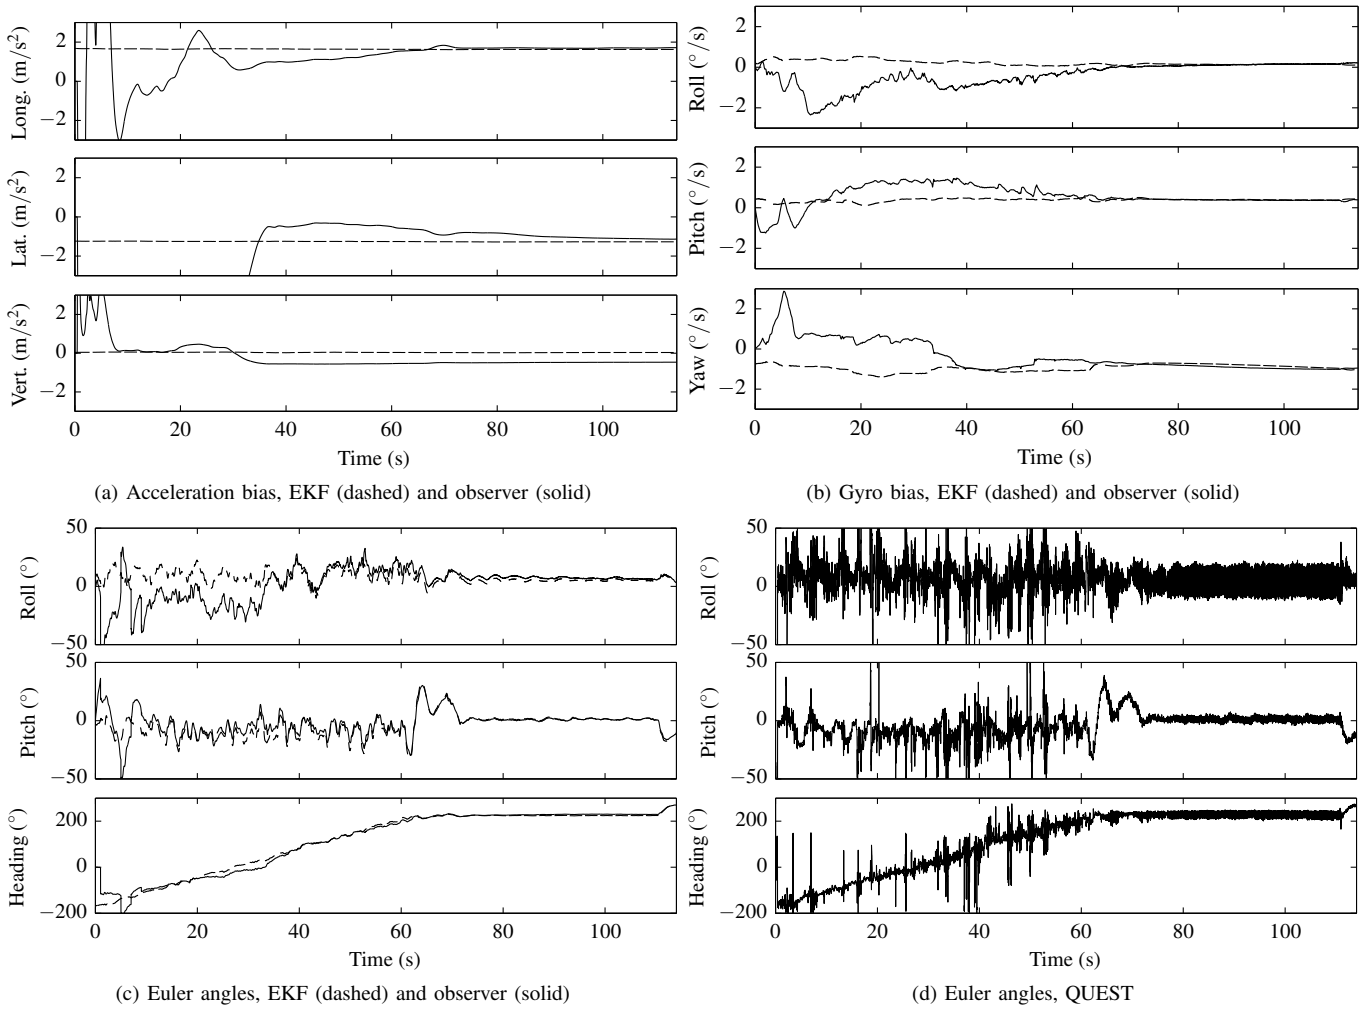 Long. (m/s²)
2
0
−2
Lat. (m/s²)
2
0
−2
Vert. (m/s²)
2
0
−2
0 20 40 60 80 100
Time (s)
(a) Acceleration bias, EKF (dashed) and observer (solid)
Roll (°/s)
2
0
−2
Pitch (°/s)
2
0
−2
Yaw (°/s)
2
0
−2
0 20 40 60 80 100
Time (s)
(b) Gyro bias, EKF (dashed) and observer (solid)
Roll (°)
50
0
−50
Pitch (°)
50
0
−50
Heading (°)
200
0
−200
0 20 40 60 80 100
Time (s)
(c) Euler angles, EKF (dashed) and observer (solid)
Roll (°)
50
0
−50
Pitch (°)
50
0
−50
Heading (°)
200
0
−200
0 20 40 60 80 100
Time (s)
(d) Euler angles, QUEST